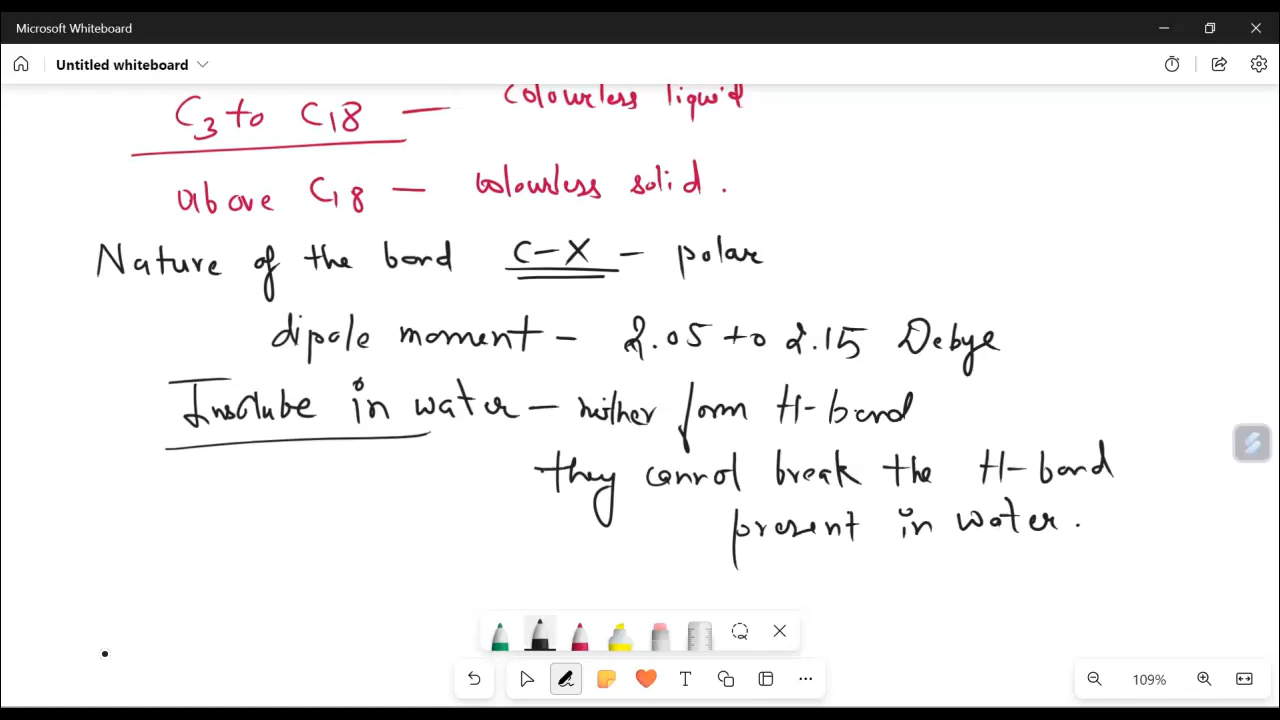 Microsoft Whiteboard
Untitled whiteboard
C3 to C18 — colourless liquid
above C18 — colourless solid.
Nature of the bond C-X — polar
dipole moment - 2.05 to 2.15 Debye
Insolube in water - neither form H-bond
they cannot break the H-bond
present in water.
109%